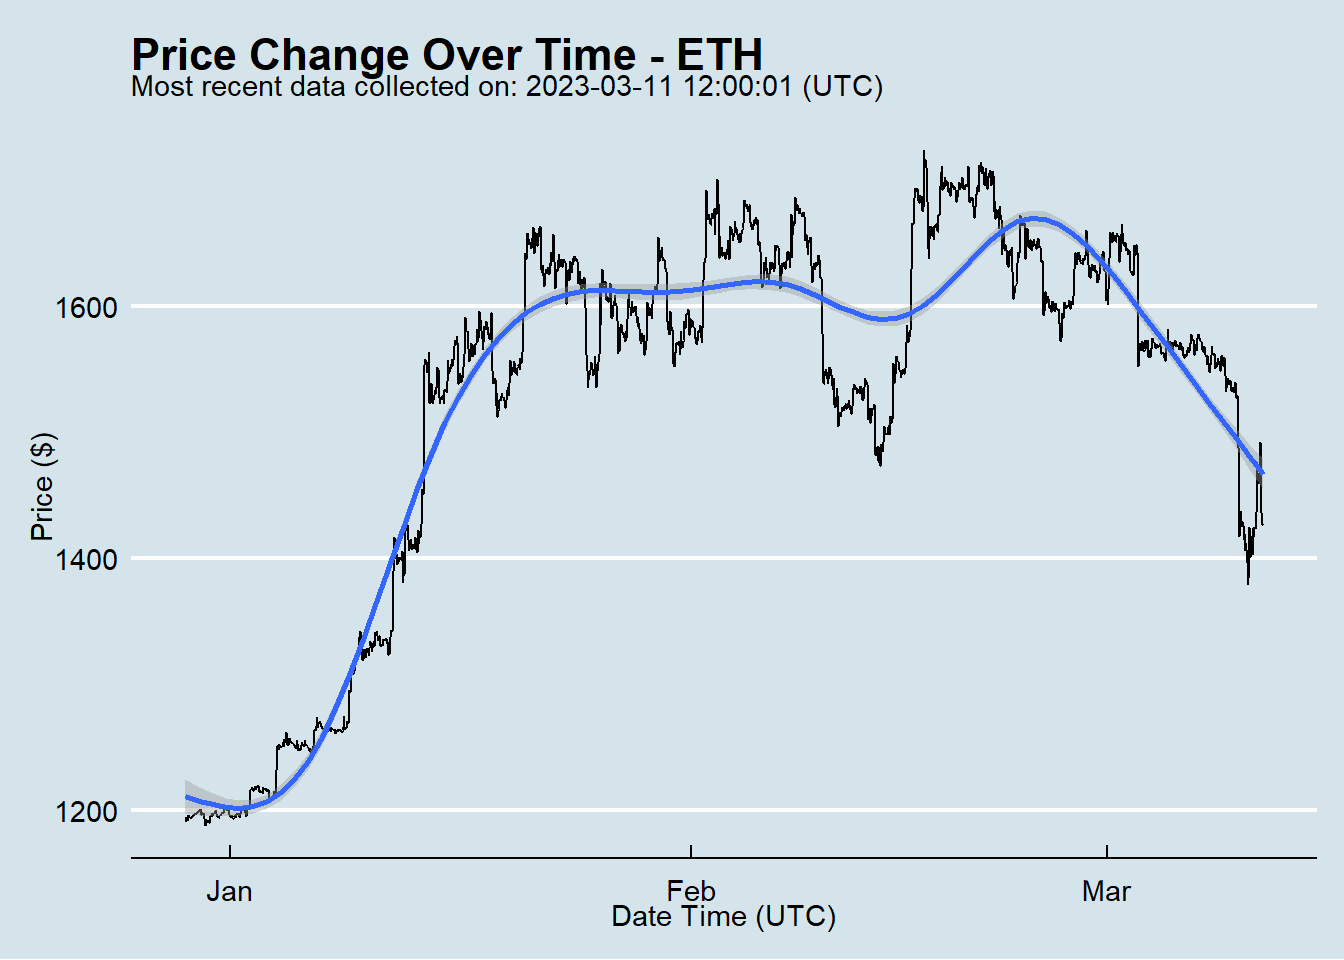 Price Change Over Time - ETH
Most recent data collected on: 2023-03-11 12:00:01 (UTC)
Price ($)
1600
1400
1200
Jan Feb Mar
Date Time (UTC)